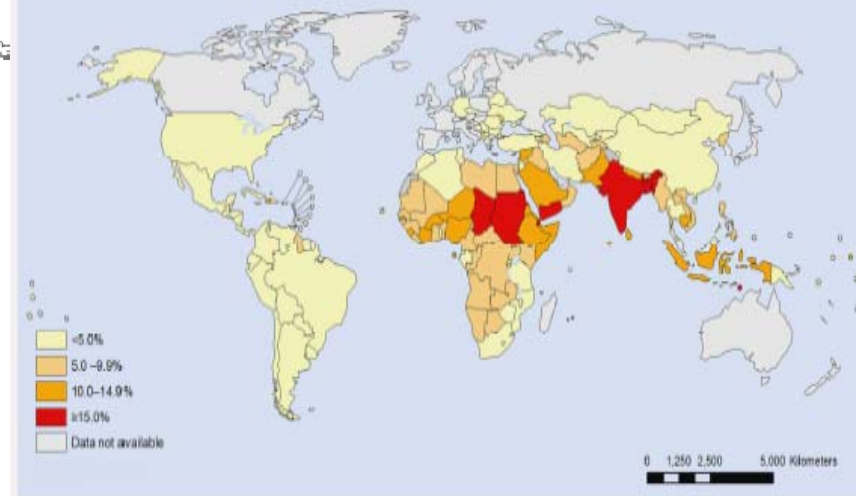 <5.0%
5.0 –9.9%
10.0–14.9%
≥15.0%
Data not available
0 1,250 2,500 5,000 Kilometers